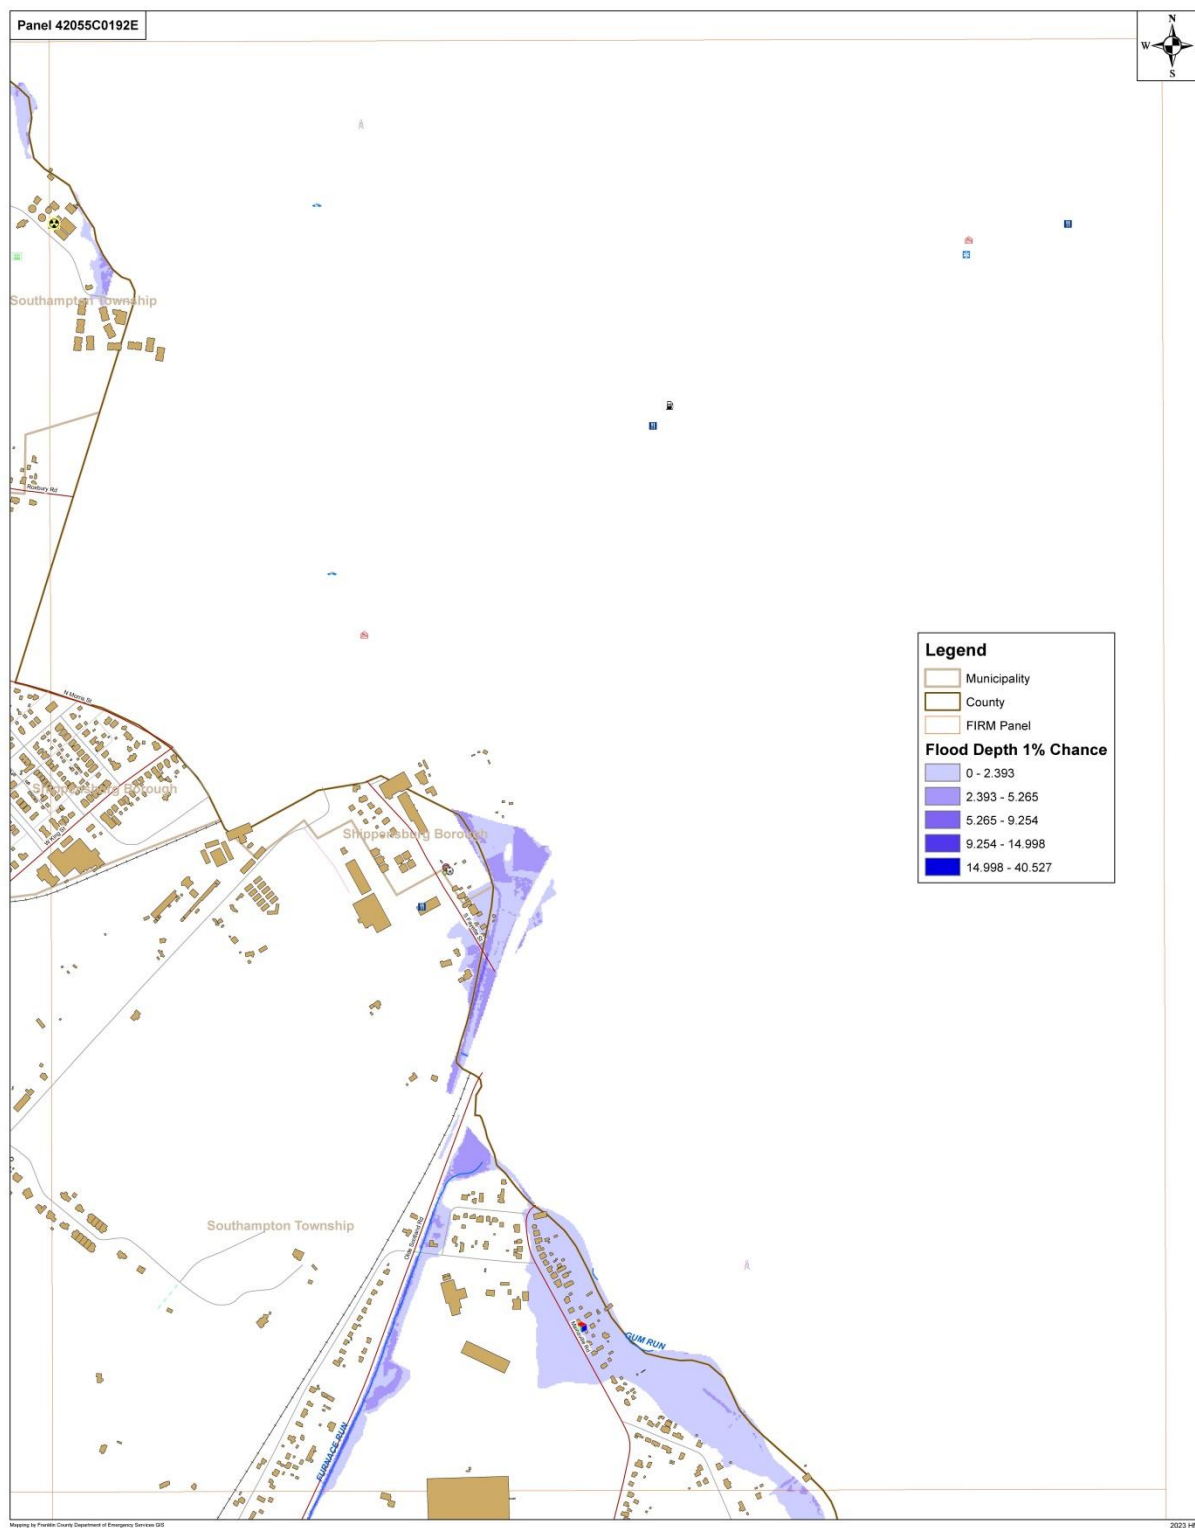 Panel 42055C0192E
N
W
S
Southampton Township
Roxbury Rd
N Morris St
Shippensburg Borough
W King St
Shippensburg Borough
S Fayette St
Legend
Municipality
County
FIRM Panel
Flood Depth 1% Chance
0 - 2.393
2.393 - 5.265
5.265 - 9.254
9.254 - 14.998
14.998 - 40.527
Southampton Township
Olde Scotland Rd
GUM RUN
FURNACE RUN
Mapping by Franklin County Department of Emergency Services GIS